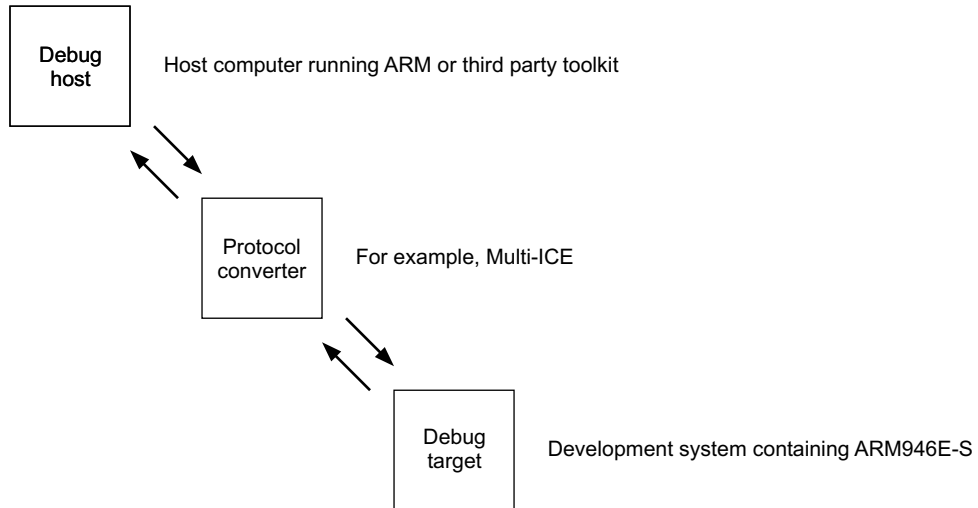 Debug
host
Host computer running ARM or third party toolkit
Protocol
converter
For example, Multi-ICE
Debug
target
Development system containing ARM946E-S